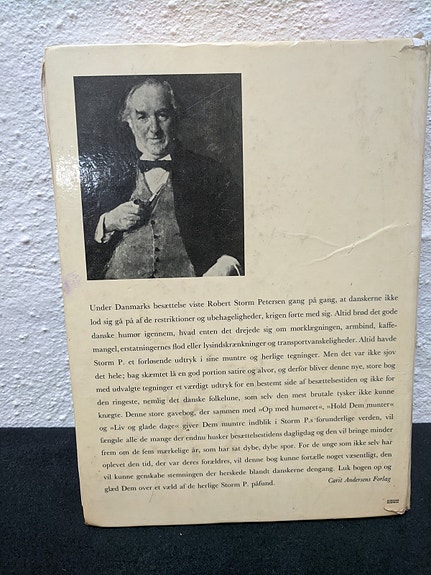 Under Danmarks besættelse viste Robert Storm Petersen gang på gang, at danskerne ikke
lod sig gå på af de restriktioner og ubehageligheder, krigen førte med sig. Altid brød det gode
danske humør igennem, hvad enten det drejede sig om mørklægningen, armbind, kaffe-
mangel, erstatningernes flod eller lysindskrænkninger og transportvanskeligheder. Altid havde
Storm P. et forløsende udtryk i sine muntre og herlige tegninger. Men det var ikke sjov
det hele; bag skæmtet lå en god portion satire og alvor, og derfor bliver denne nye, store bog
med udvalgte tegninger et værdigt udtryk for en bestemt side af besættelsestiden og ikke for
den ringeste, nemlig det danske folkelune, som selv den mest brutale tysker ikke kunne
knægte. Denne store gavebog, der sammen med »Op med humøret«, »Hold Dem munter«
og »Liv og glade dage« giver Dem muntre indblik i Storm P.s forunderlige verden, vil
fængsle alle de mange der endnu husker besættelsestidens dagligdag og den vil bringe minder
frem om de fem mærkelige år, som har sat dybe, dybe spor. For de unge som ikke selv har
oplevet den tid, der var deres forældres, vil denne bog kunne fortælle noget væsentligt, den
vil kunne genskabe stemningen der herskede blandt danskerne dengang. Luk bogen op og
glæd Dem over et væld af de herlige Storm P. påfund.
Carit Andersens Forlag